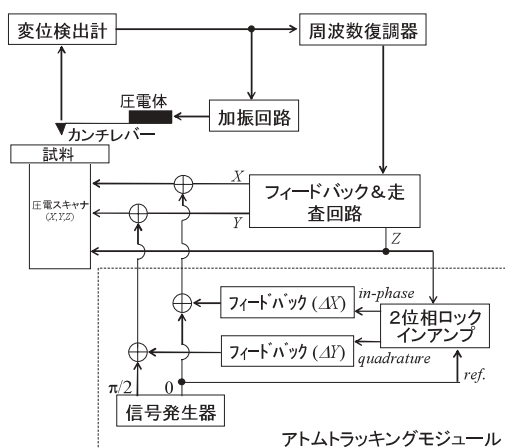 変位検出計
周波数復調器
圧電体
加振回路
カンチレバー
試料
圧電スキャナ
(X,Y,Z)
X
フィードバック&走
査回路
Y
Z
フィードバック (ΔX)
in-phase
2位相ロック
インアンプ
フィードバック (ΔY)
quadrature
π/2
0
ref.
信号発生器
アトムトラッキングモジュール